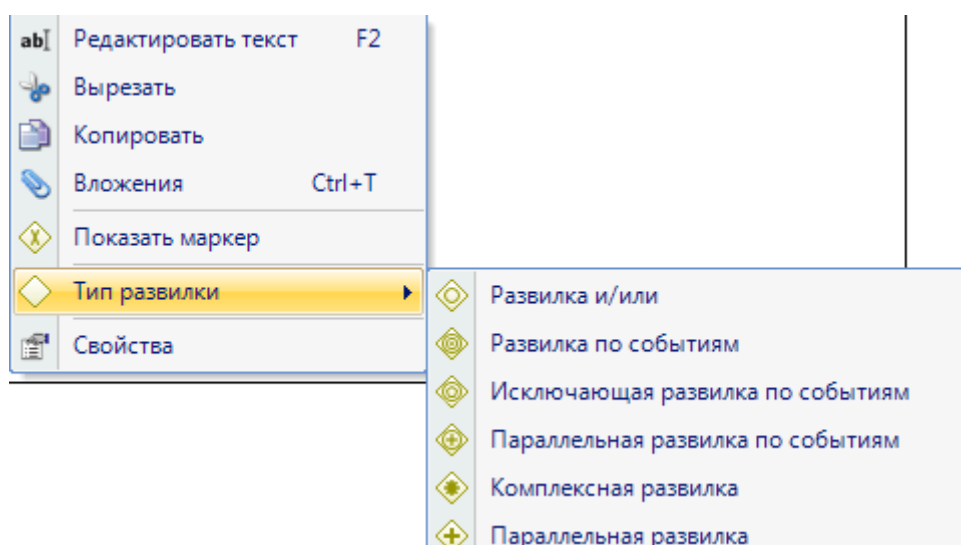 Редактировать текст F2
Вырезать
Копировать
Вложения Ctrl+T
Показать маркер
Тип развилки
Свойства
Развилка и/или
Развилка по событиям
Исключающая развилка по событиям
Параллельная развилка по событиям
Комплексная развилка
Параллельная развилка